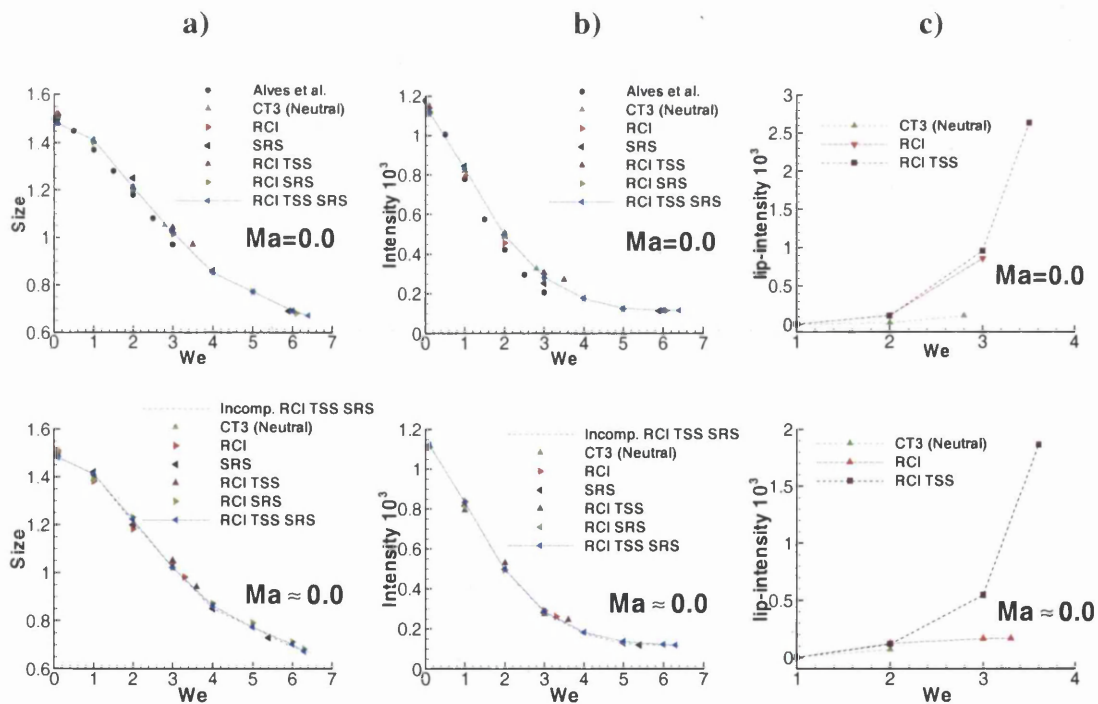 a) b) c)
1.6
1.4
1.2
1
0.8
0.6
Size
0 1 2 3 4 5 6 7
We
Alves et al.
CT3 (Neutral)
RCI
SRS
RCI TSS
RCI SRS
RCI TSS SRS
Ma=0.0
1.2
1
0.8
0.6
0.4
0.2
0
Intensity 10³
0 1 2 3 4 5 6 7
We
Alves et al.
CT3 (Neutral)
RCI
SRS
RCI TSS
RCI SRS
RCI TSS SRS
Ma=0.0
3
2.5
2
1.5
1
0.5
0
lip-intensity 10³
1 2 3 4
We
CT3 (Neutral)
RCI
RCI TSS
Ma=0.0
1.6
1.4
1.2
1
0.8
0.6
Size
0 1 2 3 4 5 6 7
We
Incomp. RCI TSS SRS
CT3 (Neutral)
RCI
SRS
RCI TSS
RCI SRS
RCI TSS SRS
Ma ≈ 0.0
1.2
1
0.8
0.6
0.4
0.2
0
Intensity 10³
0 1 2 3 4 5 6 7
We
Incomp. RCI TSS SRS
CT3 (Neutral)
RCI
SRS
RCI TSS
RCI SRS
RCI TSS SRS
Ma ≈ 0.0
2
1.5
1
0.5
0
lip-intensity 10³
1 2 3 4
We
CT3 (Neutral)
RCI
RCI TSS
Ma ≈ 0.0